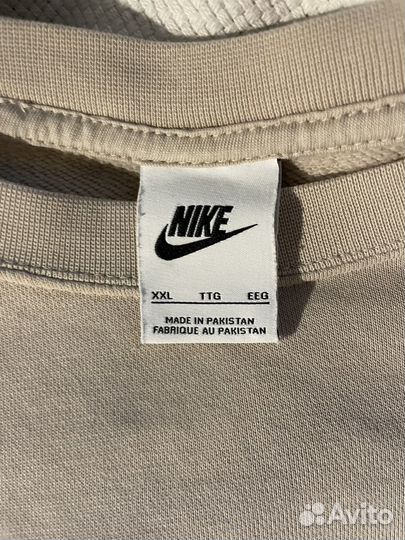 NIKE
XXL TTG EEG
MADE IN PAKISTAN
FABRIQUE AU PAKISTAN
Avito